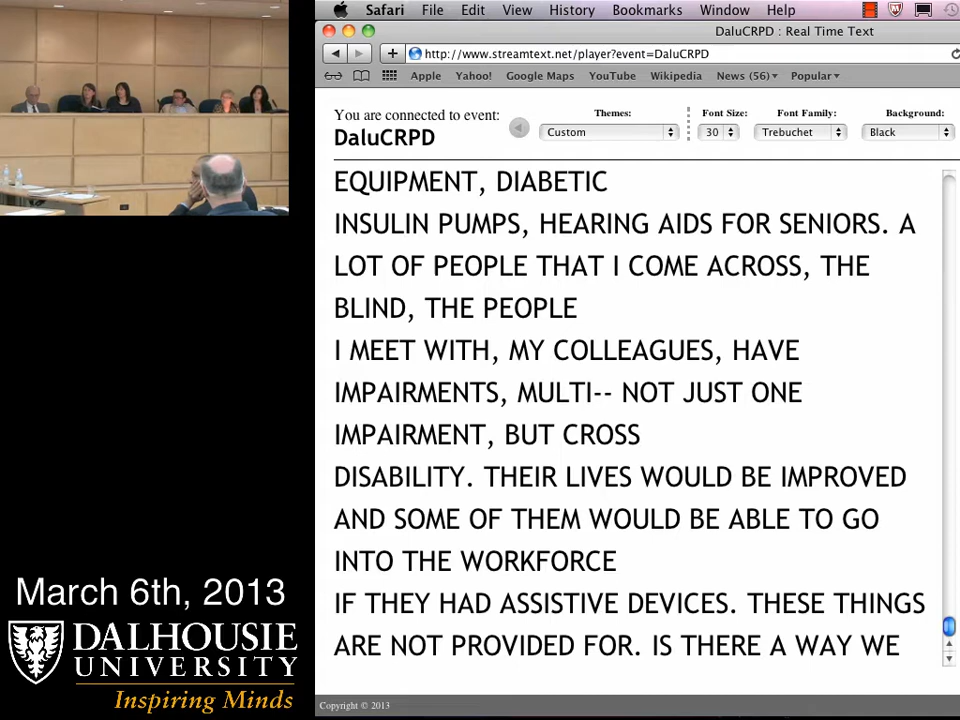 Safari File Edit View History Bookmarks Window Help
DaluCRPD : Real Time Text
http://www.streamtext.net/player?event=DaluCRPD
Apple Yahoo! Google Maps YouTube Wikipedia News (56) Popular
You are connected to event:
DaluCRPD
Themes: Font Size: Font Family: Background:
Custom 30 Trebuchet Black
EQUIPMENT, DIABETIC
INSULIN PUMPS, HEARING AIDS FOR SENIORS. A
LOT OF PEOPLE THAT I COME ACROSS, THE
BLIND, THE PEOPLE
I MEET WITH, MY COLLEAGUES, HAVE
IMPAIRMENTS, MULTI-- NOT JUST ONE
IMPAIRMENT, BUT CROSS
DISABILITY. THEIR LIVES WOULD BE IMPROVED
AND SOME OF THEM WOULD BE ABLE TO GO
INTO THE WORKFORCE
IF THEY HAD ASSISTIVE DEVICES. THESE THINGS
ARE NOT PROVIDED FOR. IS THERE A WAY WE
Copyright © 2013
March 6th, 2013
DALHOUSIE
UNIVERSITY
Inspiring Minds